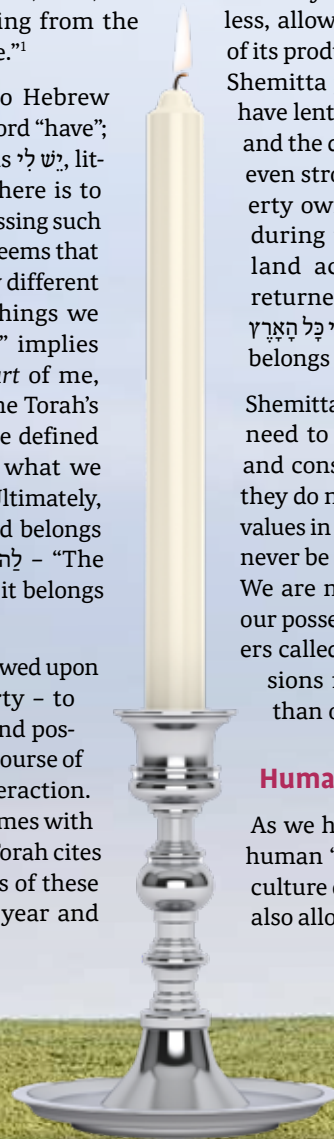 ing from the
e.”¹
o Hebrew
ord “have”;
s יֵשׁ לִי, lit-
here is to
ssing such
eems that
different
hings we
” implies
art of me,
he Torah’s
e defined
what we
Ultimately,
d belongs
– “The
it belongs
wed upon
ty – to
nd pos-
ourse of
eraction.
mes with
Torah cites
s of these
year and
less, allow
of its prod
Shemitta
have lent
and the c
even stro
erty ow
during
land ac
returne
כָּל הָאָרֶץ
belongs
Shemitta
need to
and cons
they do n
values in
never be
We are n
our posse
ers called
sions
than o
Huma
As we h
human “
culture
also allo